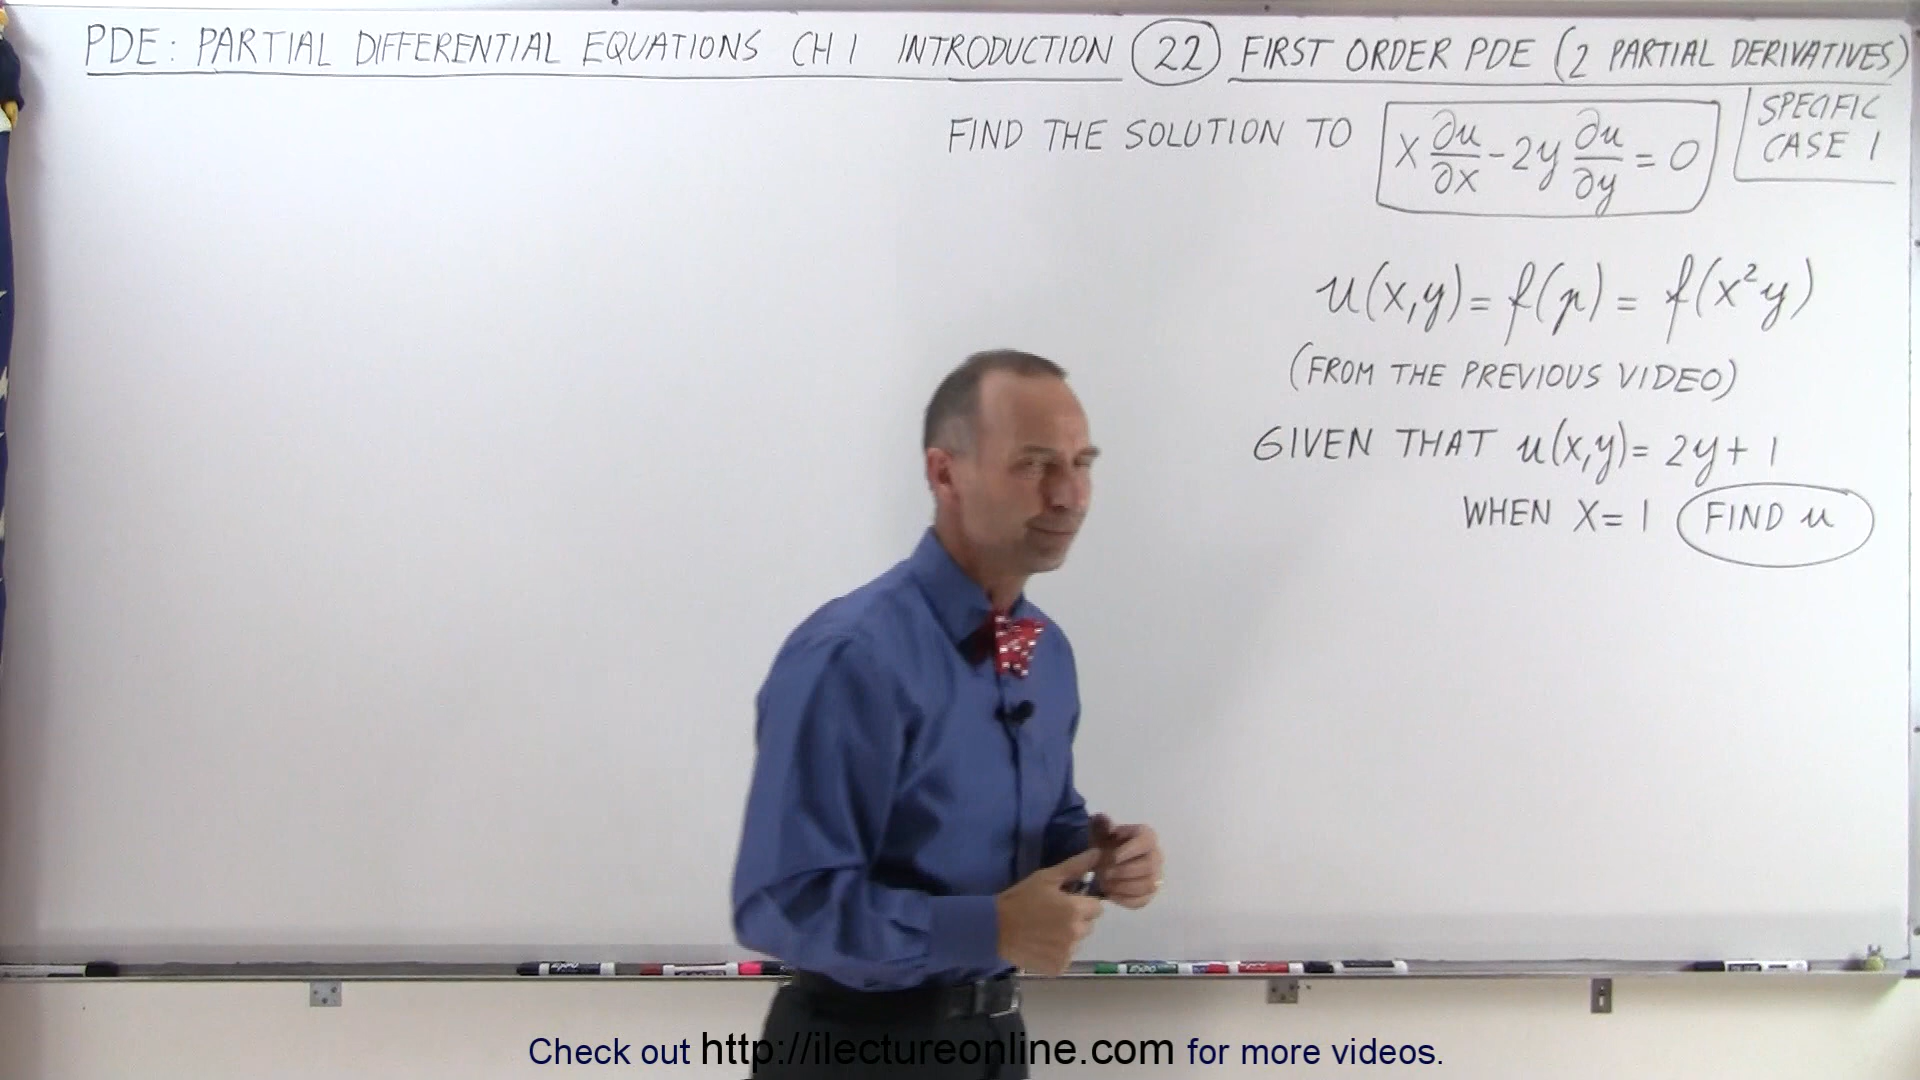 PDE: PARTIAL DIFFERENTIAL EQUATIONS CH 1 INTRODUCTION 22 FIRST ORDER PDE (2 PARTIAL DERIVATIVES)
FIND THE SOLUTION TO x ∂u/∂x - 2y ∂u/∂y = 0
SPECIFIC
CASE 1
u(x,y) = f(p) = f(x²y)
(FROM THE PREVIOUS VIDEO)
GIVEN THAT u(x,y) = 2y + 1
WHEN X = 1 FIND u
Check out http://ilectureonline.com for more videos.